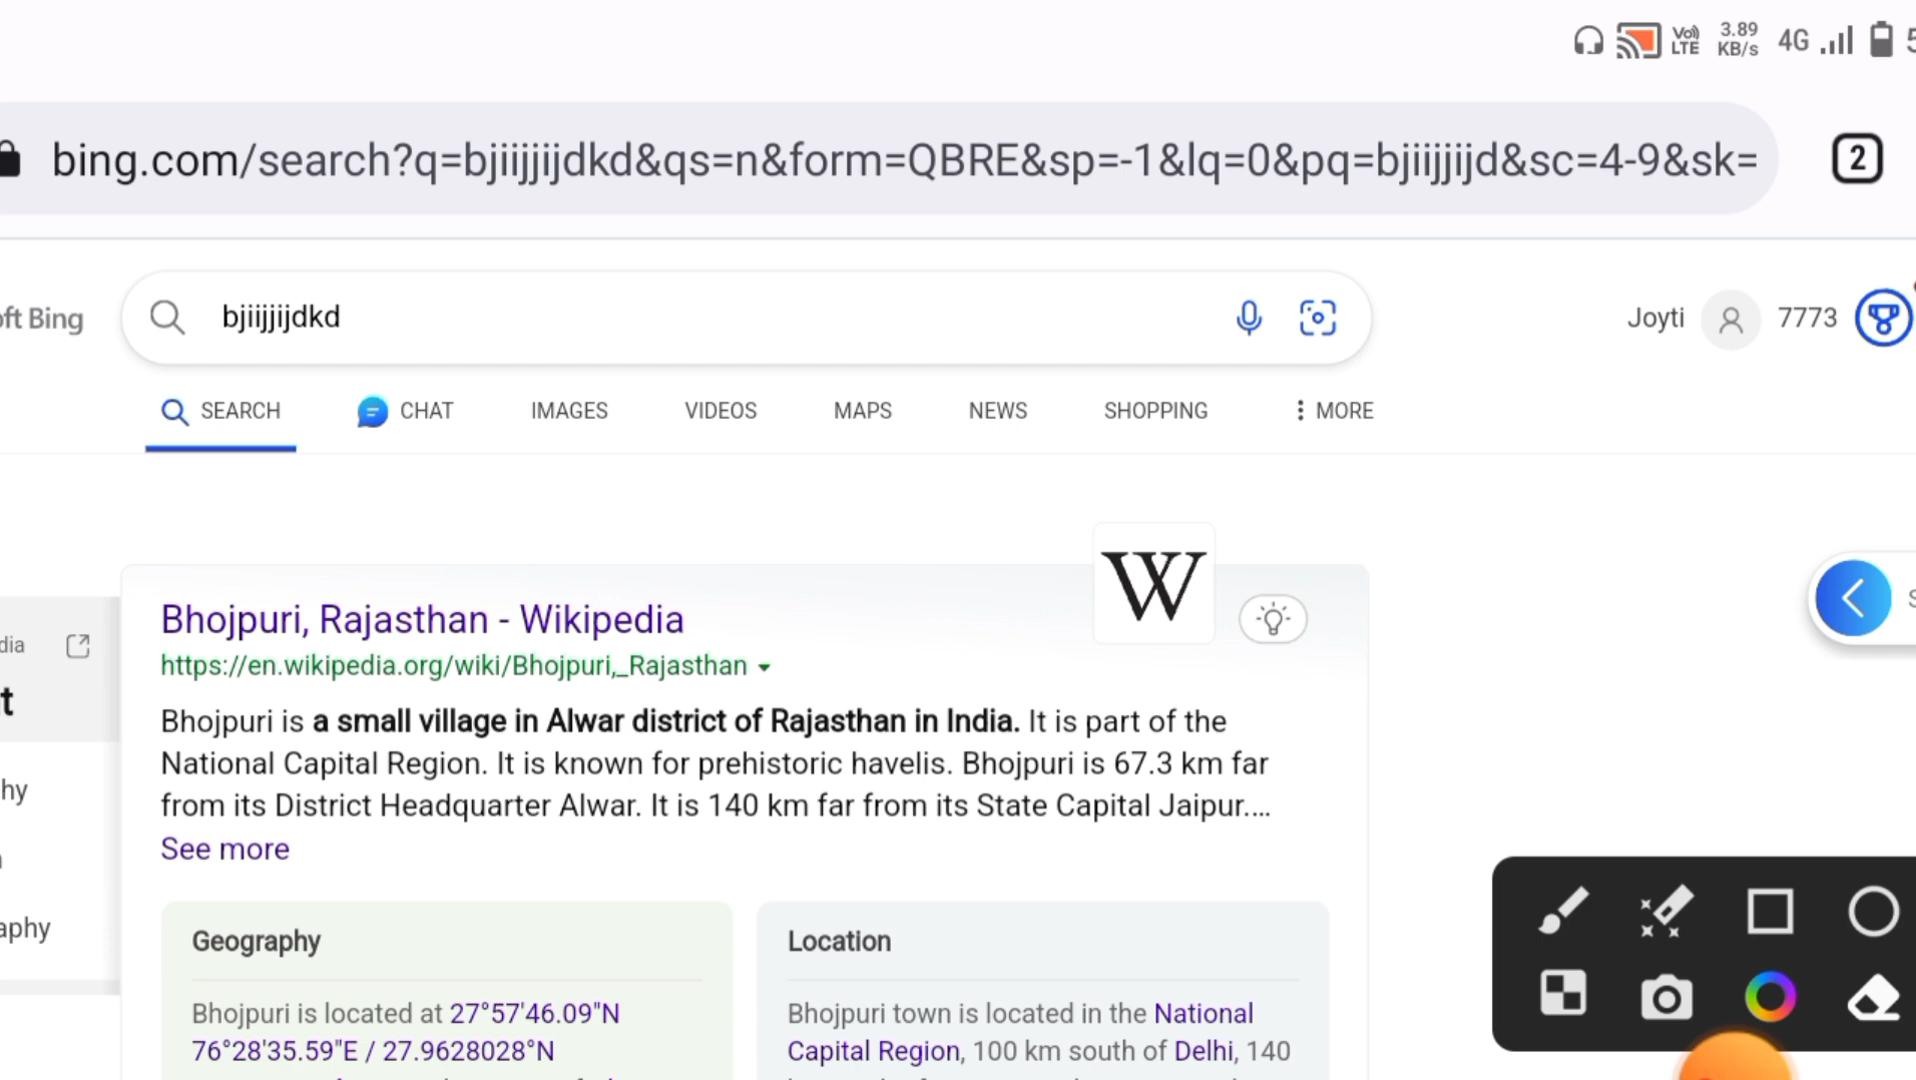 Vo)) 3.89 4G
LTE KB/s
bing.com/search?q=bjiijjijdkd&qs=n&form=QBRE&sp=-1&lq=0&pq=bjiijjijd&sc=4-9&sk=
2
oft Bing
bjiijjijdkd
Joyti 7773
SEARCH CHAT IMAGES VIDEOS MAPS NEWS SHOPPING MORE
W
Bhojpuri, Rajasthan - Wikipedia
https://en.wikipedia.org/wiki/Bhojpuri,_Rajasthan
Bhojpuri is a small village in Alwar district of Rajasthan in India. It is part of the
National Capital Region. It is known for prehistoric havelis. Bhojpuri is 67.3 km far
from its District Headquarter Alwar. It is 140 km far from its State Capital Jaipur....
See more
dia
t
hy
aphy
Geography
Bhojpuri is located at 27°57'46.09"N
76°28'35.59"E / 27.9628028°N
Location
Bhojpuri town is located in the National
Capital Region, 100 km south of Delhi, 140